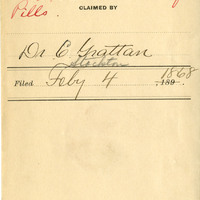 Pills.
CLAIMED BY
Dr C. Grattan
Stockton
Filed Feby 4 1868
189